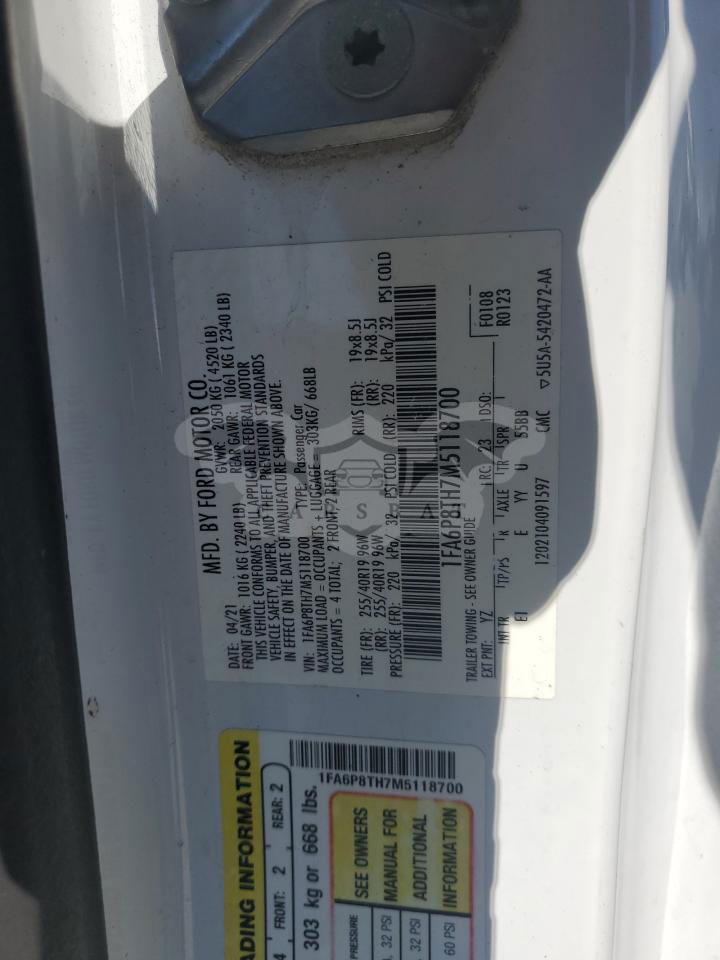 MFD. BY FORD MOTOR CO.
DATE: 04/21 GVWR: 2050 KG ( 4520 LB)
FRONT GAWR: 1016 KG ( 2240 LB) REAR GAWR: 1061 KG ( 2340 LB)
THIS VEHICLE CONFORMS TO ALL APPLICABLE FEDERAL MOTOR
VEHICLE SAFETY, BUMPER, AND THEFT PREVENTION STANDARDS
IN EFFECT ON THE DATE OF MANUFACTURE SHOWN ABOVE.
VIN: 1FA6P8TH7M5118700 TYPE: Passenger Car
MAXIMUM LOAD = OCCUPANTS + LUGGAGE = 303KG/ 668LB
OCCUPANTS = 4 TOTAL; 2 FRONT/2 REAR
TIRE (FR): 255/40R19 96W RIMS (FR): 19x8.5J
(RR): 255/40R19 96W (RR): 19x8.5J
PRESSURE (FR): 220 kPa/ 32 PSI COLD (RR): 220 kPa/ 32 PSI COLD
1FA6P8TH7M5118700
TRAILER TOWING - SEE OWNER GUIDE F0108
EXT PNT: YZ RC: 23 DSO: R0123
INT TR TP/PS R AXLE TR SPR
EI E YY U 55BB
1202104091597 CMC ▽5U5A-5420472-AA
ADING INFORMATION
4 FRONT: 2 REAR: 2
303 kg or 668 lbs.
1FA6P8TH7M5118700
PRESSURE SEE OWNERS
32 PSI MANUAL FOR
32 PSI ADDITIONAL
60 PSI INFORMATION